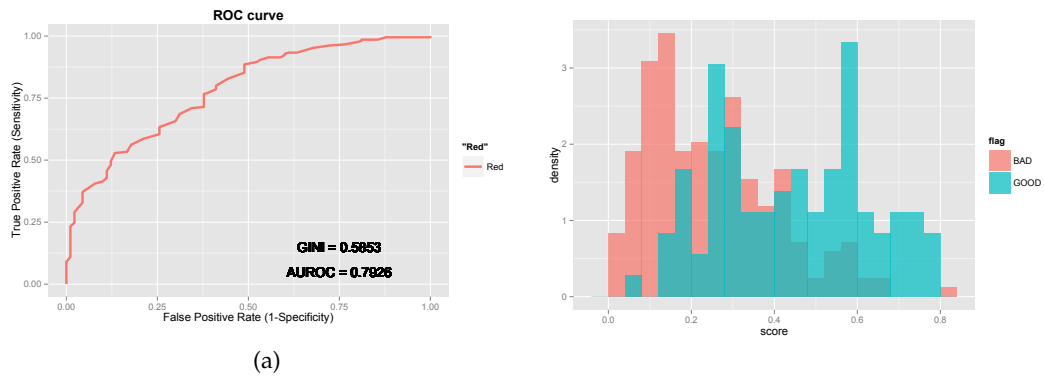 ROC curve
True Positive Rate (Sensitivity)
1.00
0.75
0.50
0.25
0.00
GINI = 0.5853
AUROC = 0.7926
0.00 0.25 0.50 0.75 1.00
False Positive Rate (1-Specificity)
"Red"
Red
(a)
density
3
2
1
0
0.0 0.2 0.4 0.6 0.8
score
flag
BAD
GOOD